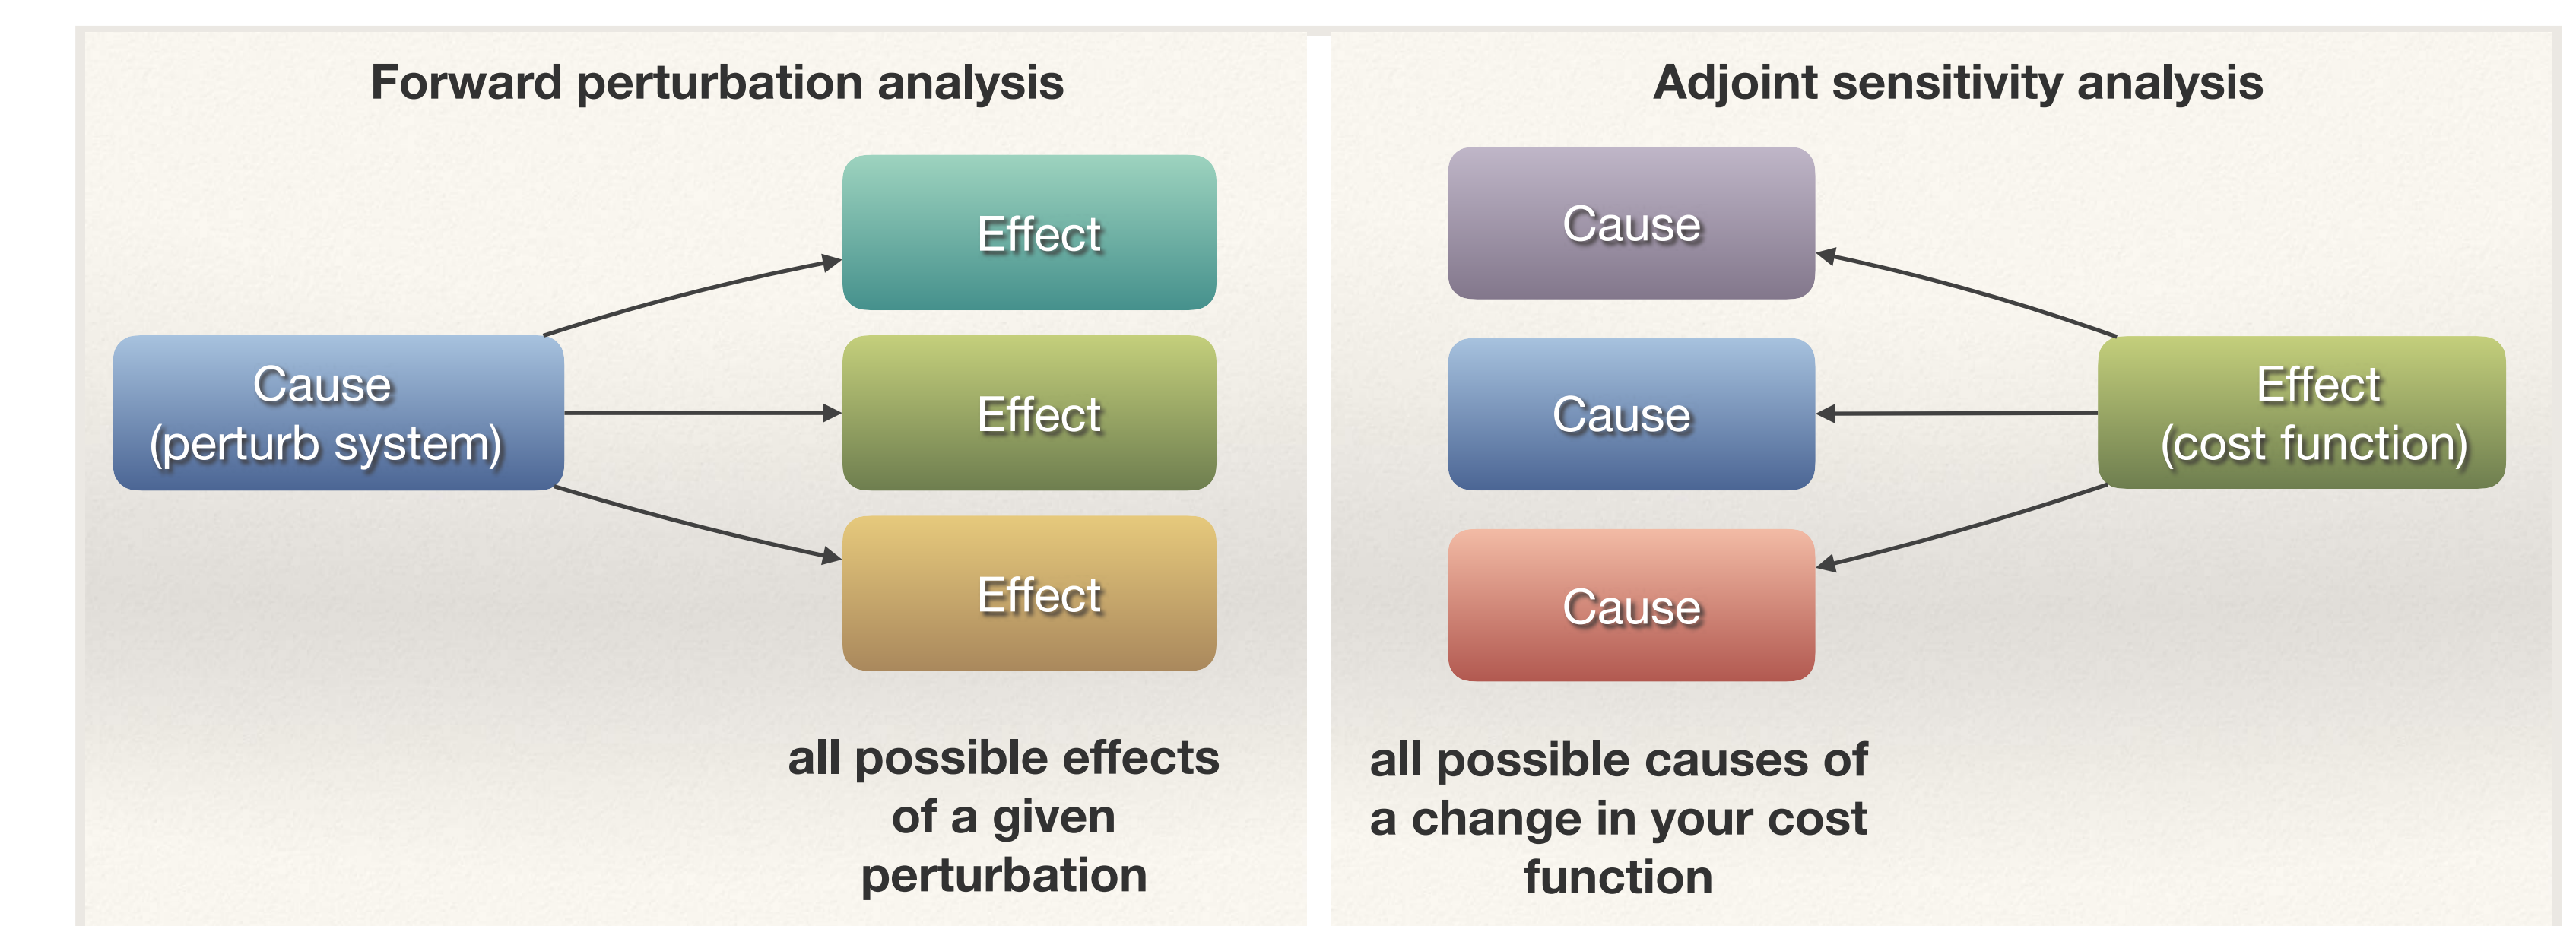 Forward perturbation analysis
Cause
(perturb system)
Effect
Effect
Effect
all possible effects
of a given
perturbation
Adjoint sensitivity analysis
Cause
Cause
Cause
Effect
(cost function)
all possible causes of
a change in your cost
function